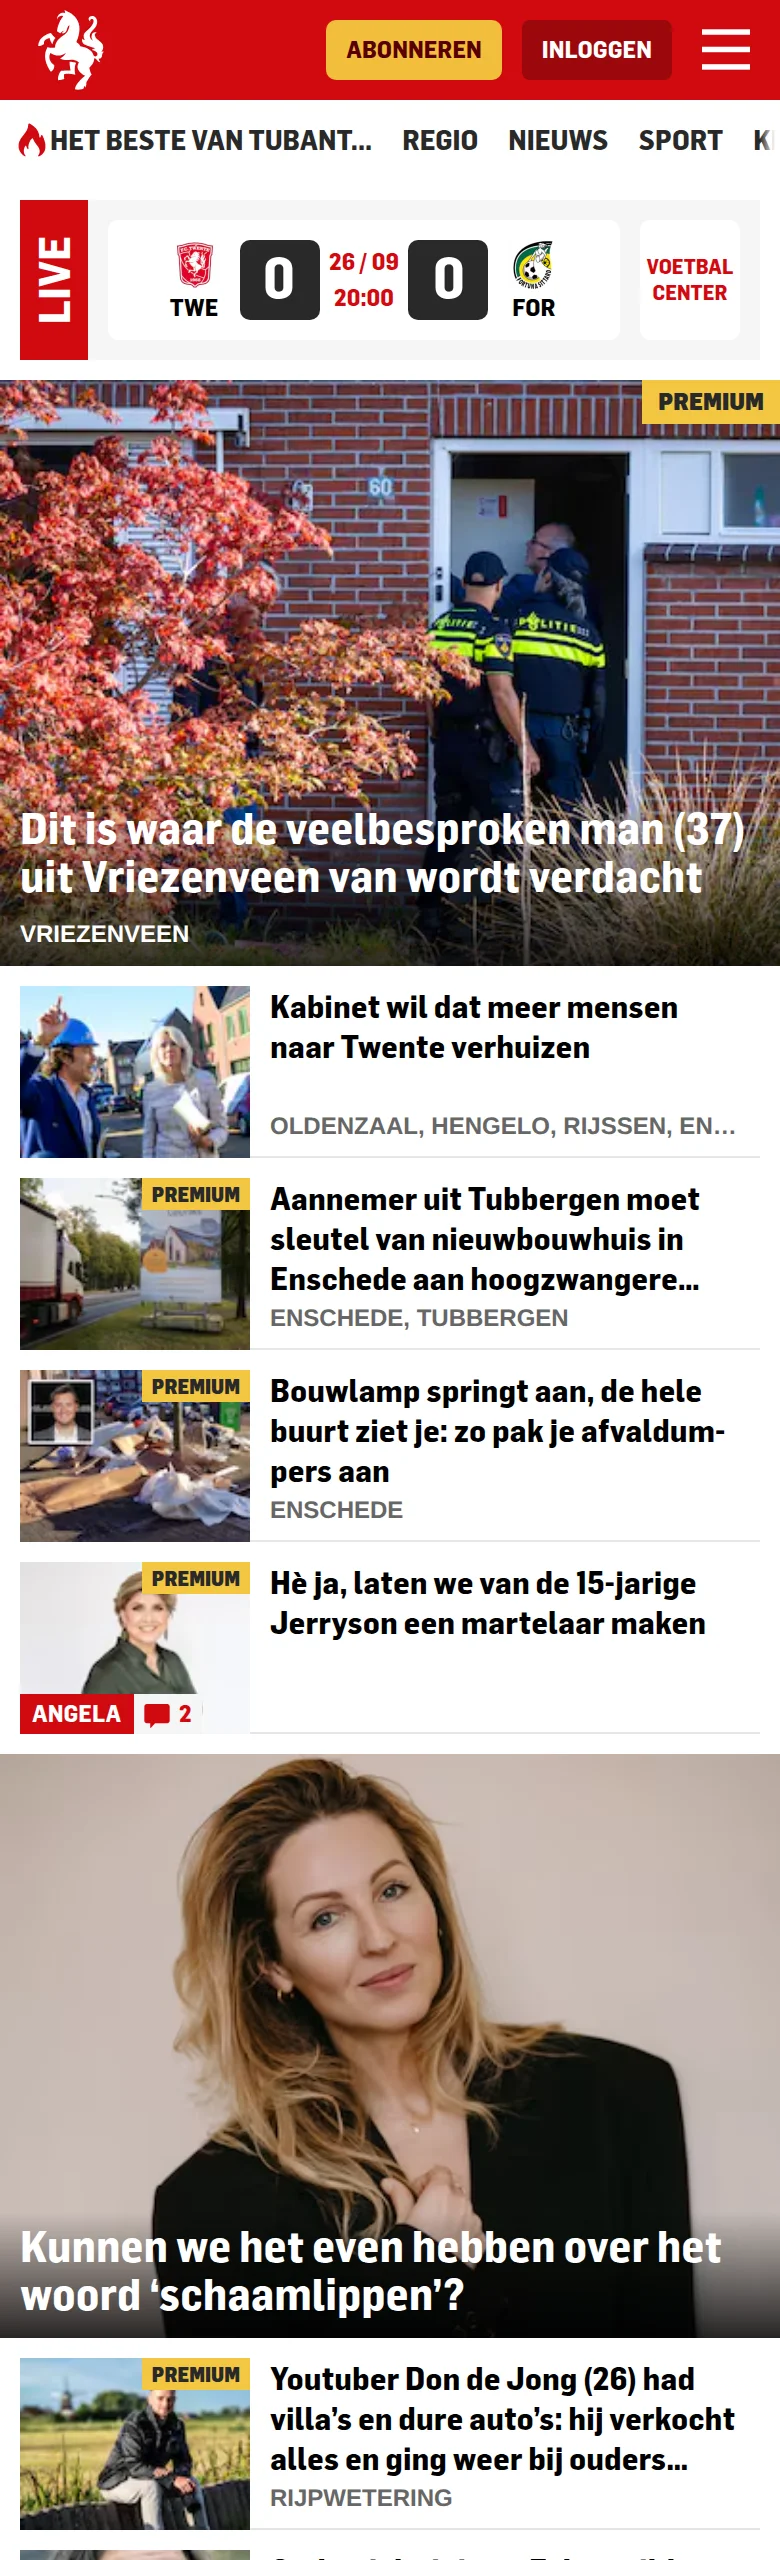 ABONNEREN
INLOGGEN
HET BESTE VAN TUBANT... REGIO NIEUWS SPORT
LIVE
TWE
0
26 / 09
20:00
0
FOR
VOETBAL
CENTER
PREMIUM
60
POLITIE
Dit is waar de veelbesproken man (37)
uit Vriezenveen van wordt verdacht
VRIEZENVEEN
Kabinet wil dat meer mensen
naar Twente verhuizen
OLDENZAAL, HENGELO, RIJSSEN, EN...
PREMIUM
Aannemer uit Tubbergen moet
sleutel van nieuwbouwhuis in
Enschede aan hoogzwangere...
ENSCHEDE, TUBBERGEN
PREMIUM
Bouwlamp springt aan, de hele
buurt ziet je: zo pak je afvaldum-
pers aan
ENSCHEDE
PREMIUM
Hè ja, laten we van de 15-jarige
Jerryson een martelaar maken
ANGELA
2
Kunnen we het even hebben over het
woord ‘schaamlippen’?
PREMIUM
Youtuber Don de Jong (26) had
villa’s en dure auto’s: hij verkocht
alles en ging weer bij ouders...
RIJPWETERING